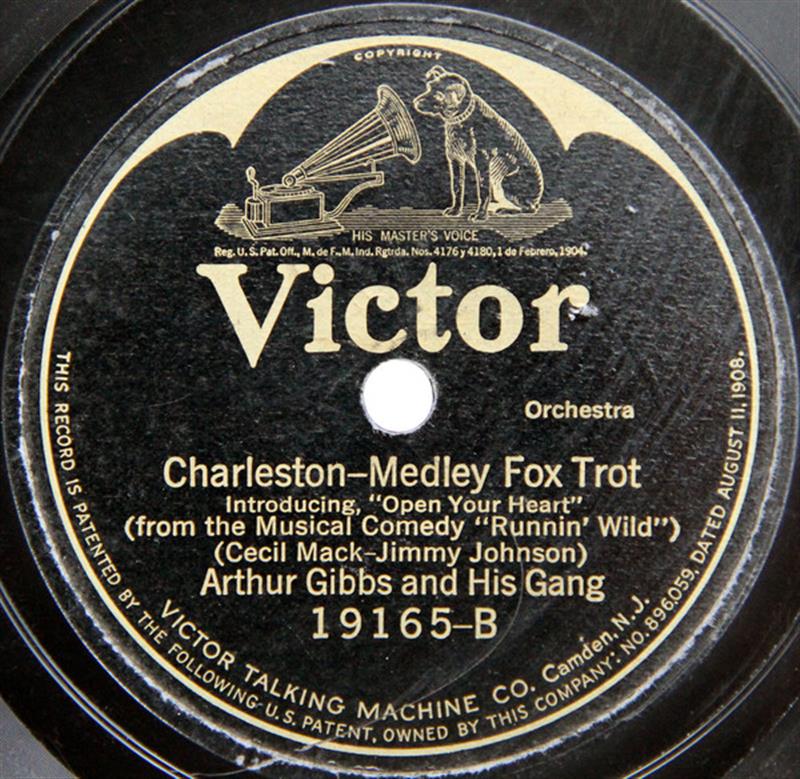 COPYRIGHT
HIS MASTER'S VOICE
Reg. U.S. Pat. Off., M. de F., M. Ind. Rgtrda. Nos. 4176 y 4180, 1 de Febrero, 1904.
Victor
Orchestra
Charleston-Medley Fox Trot
Introducing, "Open Your Heart"
(from the Musical Comedy "Runnin' Wild")
(Cecil Mack-Jimmy Johnson)
Arthur Gibbs and His Gang
19165-B
VICTOR TALKING MACHINE CO. Camden, N.J.
THIS RECORD IS PATENTED BY THE FOLLOWING U.S. PATENT, OWNED BY THIS COMPANY: NO. 896,059, DATED AUGUST 11, 1908.